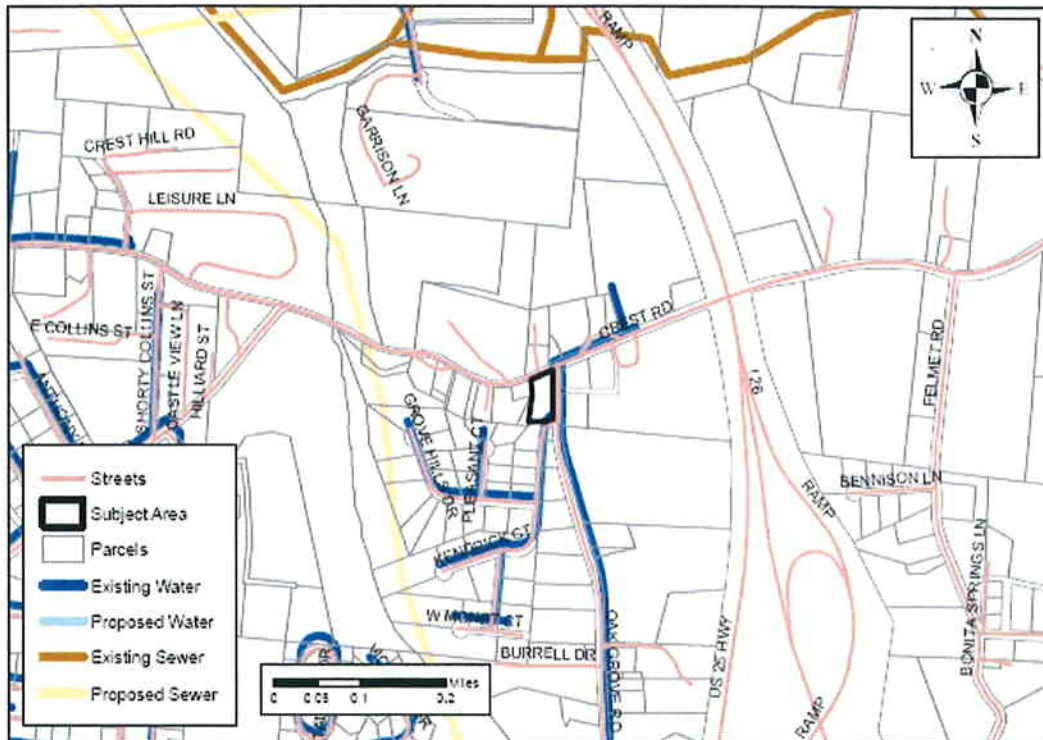 RAMP
N
W E
S
CREST HILL RD
GARRISON LN
LEISURE LN
CREST RD
E COLLINS ST
SHORTY COLLINS ST
CASTLE VIEW LN
HILLIARD ST
I 26
FELMET RD
GROVE HILLS DR
PLEASANT CT
BENNISON LN
RAMP
KENDRICK CT
W MONET ST
BURRELL DR
OAK GROVE RD
US 25 HWY
BONITA SPRINGS LN
RAMP
Streets
Subject Area
Parcels
Existing Water
Proposed Water
Existing Sewer
Proposed Sewer
Miles
0 0.05 0.1 0.2